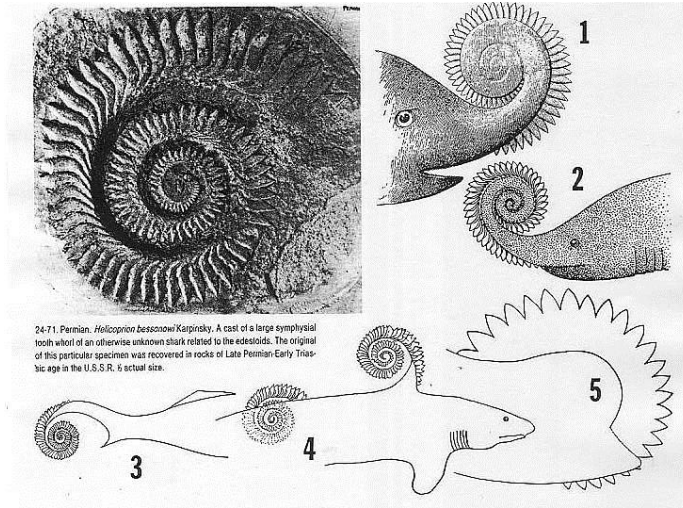 1
2
24-71. Permian. Helicoprion bessonowi Karpinsky. A cast of a large symphysial
tooth whorl of an otherwise unknown shark related to the edestoids. The original
of this particular specimen was recovered in rocks of Late Permian-Early Trias-
sic age in the U.S.S.R. actual size.
3
4
5